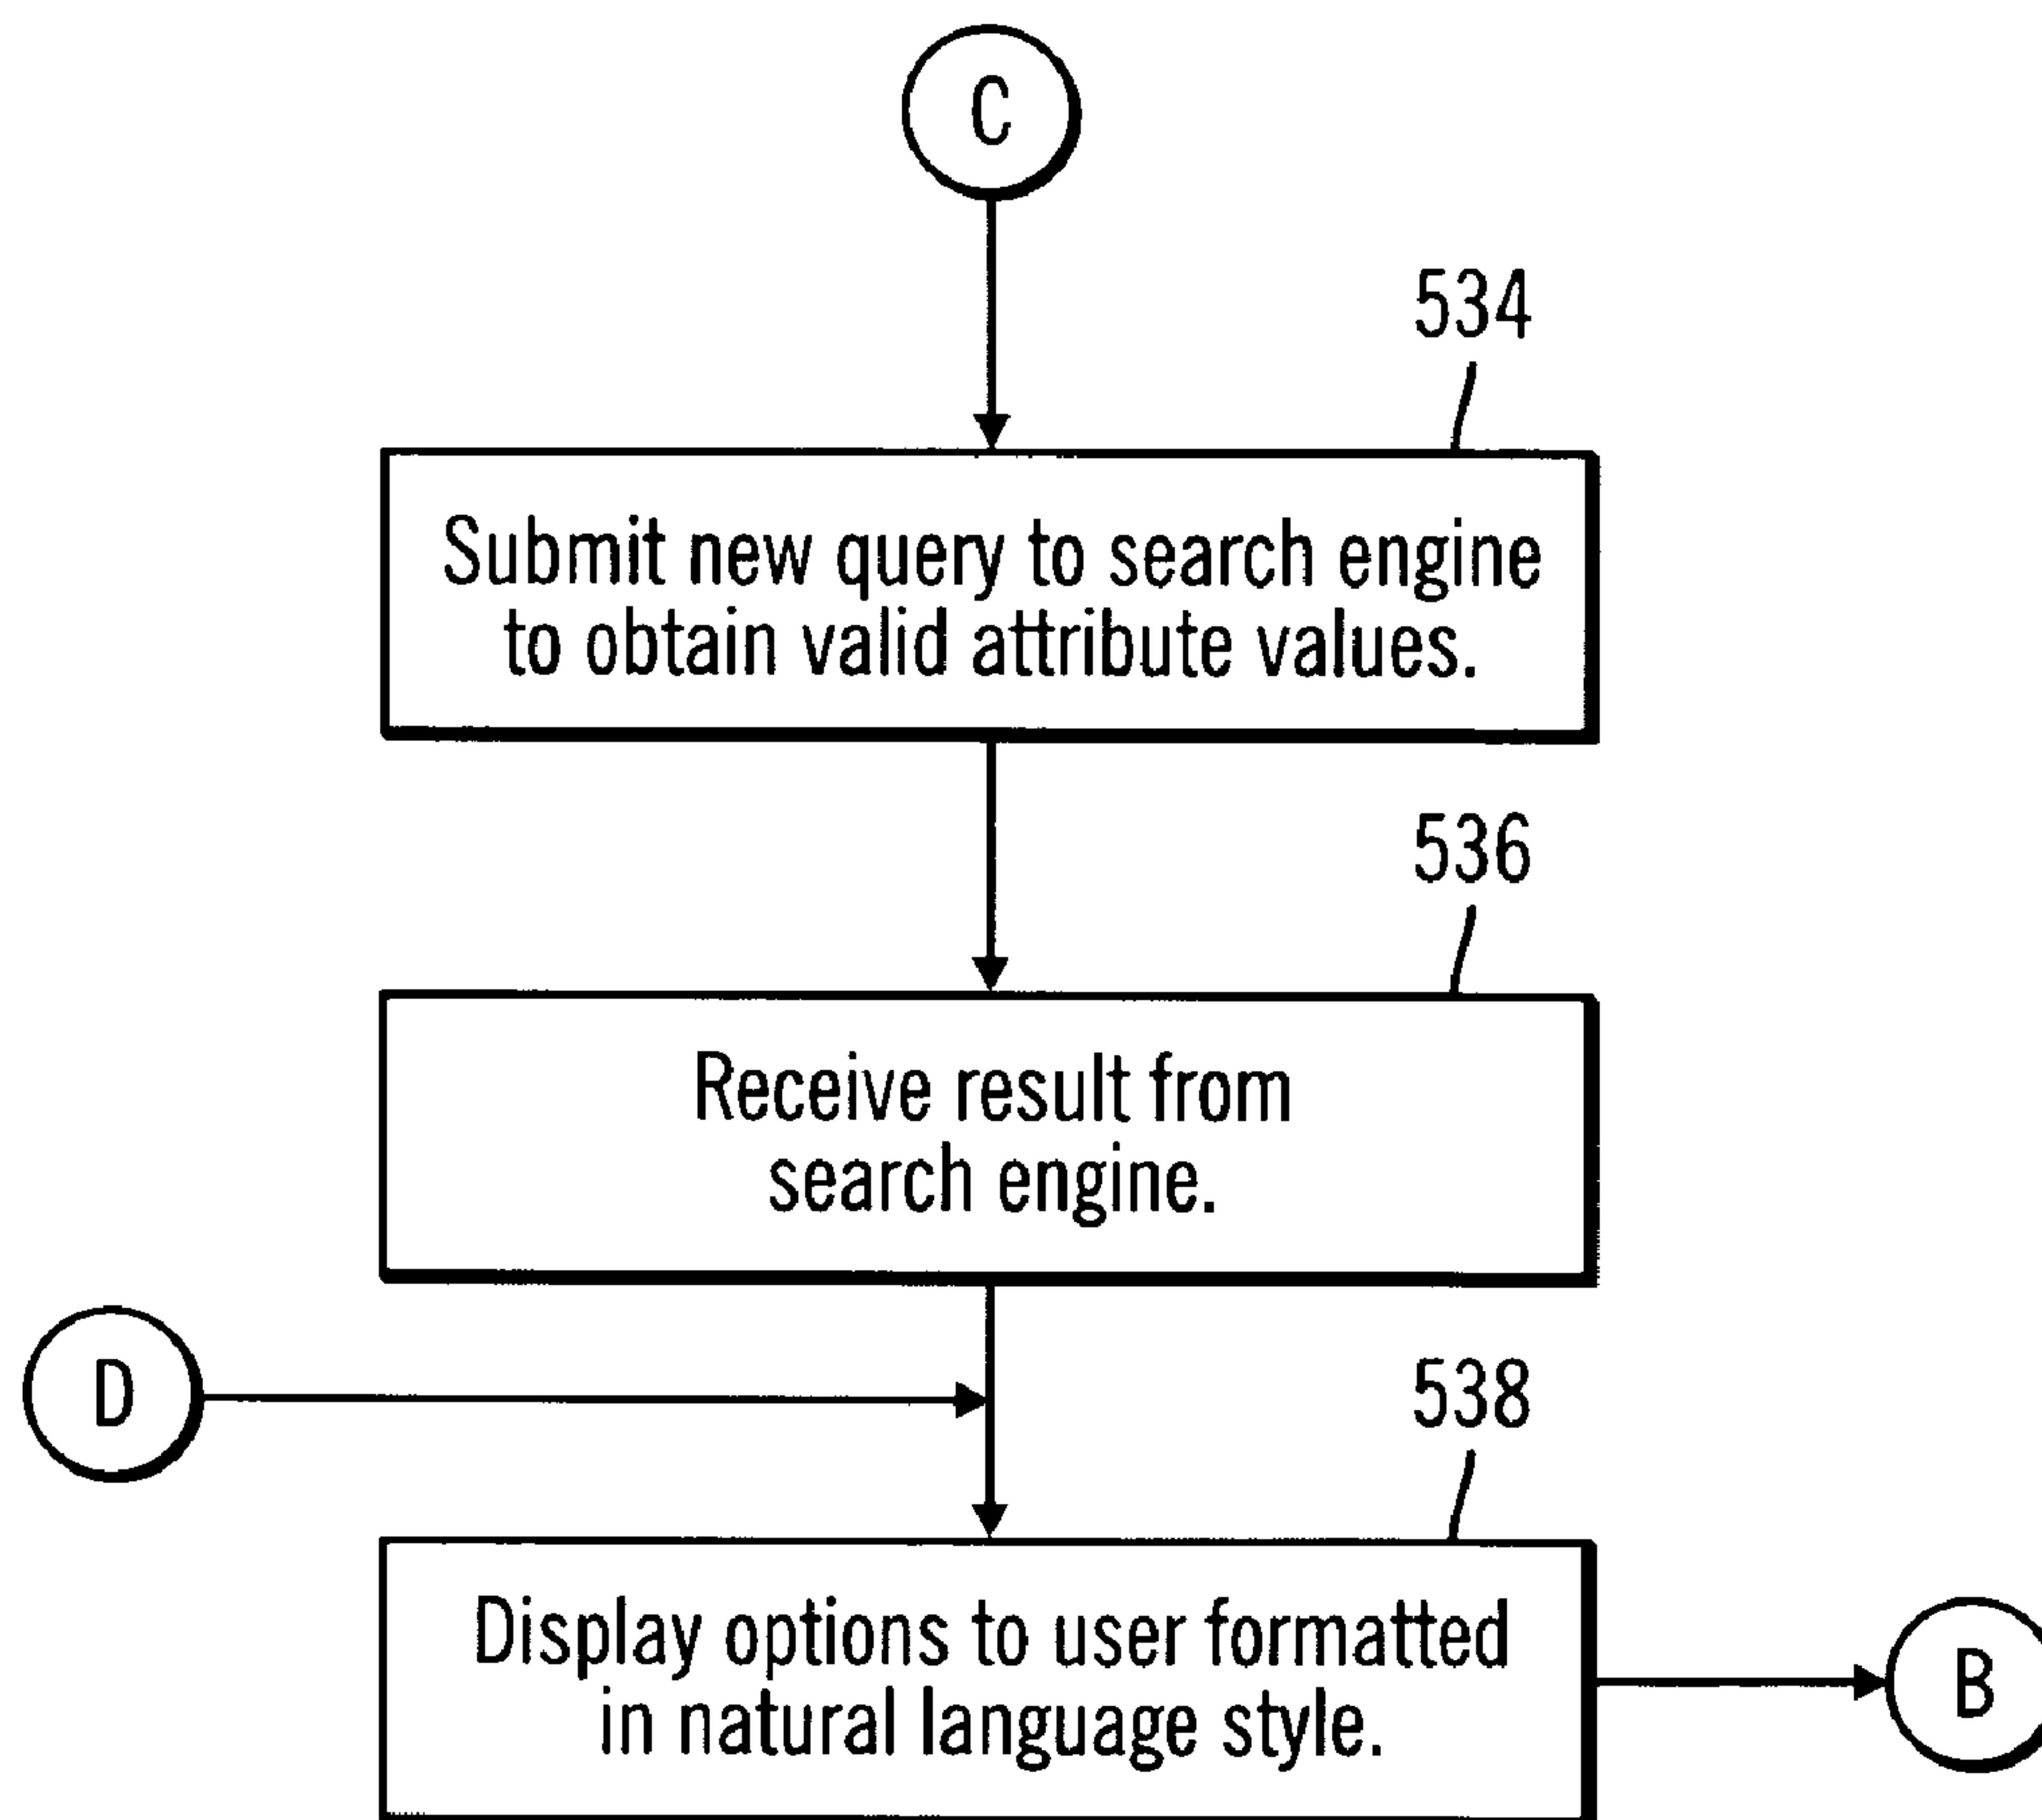 C
534
Submit new query to search engine
to obtain valid attribute values.
536
Receive result from
search engine.
D
538
Display options to user formatted
in natural language style.
B